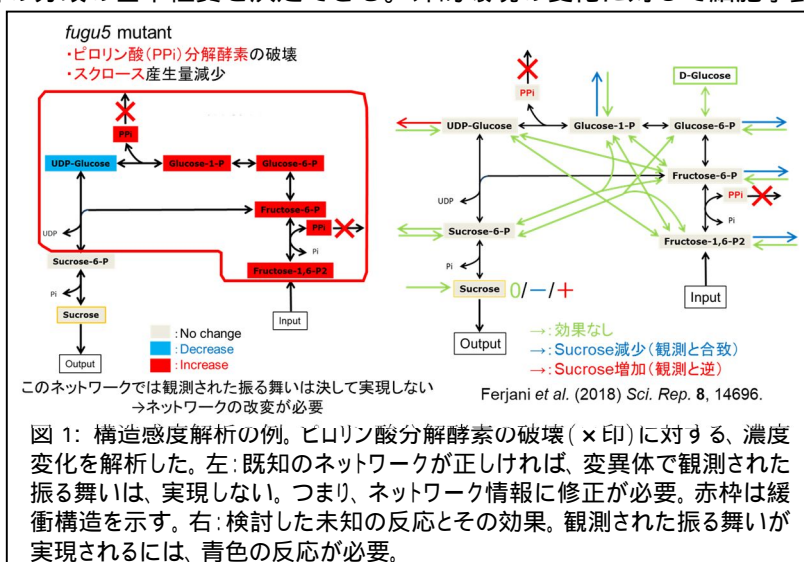 fugu5 mutant
・ピロリン酸(PPi)分解酵素の破壊
・スクロース産生量減少
PPi
UDP-Glucose
Glucose-1-P
Glucose-6-P
Fructose-6-P
UDP
PPi
Pi
Sucrose-6-P
Fructose-1,6-P2
Pi
Sucrose
Input
Output
:No change
:Decrease
:Increase
このネットワークでは観測された振る舞いは決して実現しない
→ネットワークの改変が必要
PPi
D-Glucose
UDP-Glucose
Glucose-1-P
Glucose-6-P
Fructose-6-P
UDP
PPi
Pi
Sucrose-6-P
Fructose-1,6-P2
Pi
Sucrose
0/−/+
Input
Output
→:効果なし
→:Sucrose減少(観測と合致)
→:Sucrose増加(観測と逆)
Ferjani et al. (2018) Sci. Rep. 8, 14696.
図 1: 構造感度解析の例。ピロリン酸分解酵素の破壊(×印)に対する、濃度
変化を解析した。左:既知のネットワークが正しければ、変異体で観測された
振る舞いは、実現しない。つまり、ネットワーク情報に修正が必要。赤枠は緩
衝構造を示す。右:検討した未知の反応とその効果。観測された振る舞いが
実現されるには、青色の反応が必要。